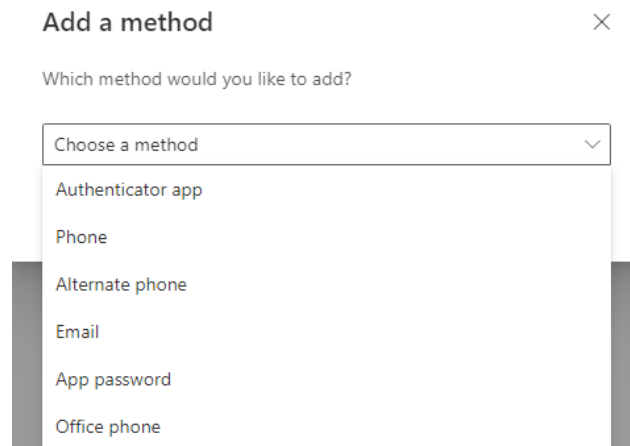 Add a method
Which method would you like to add?
Choose a method
Authenticator app
Phone
Alternate phone
Email
App password
Office phone